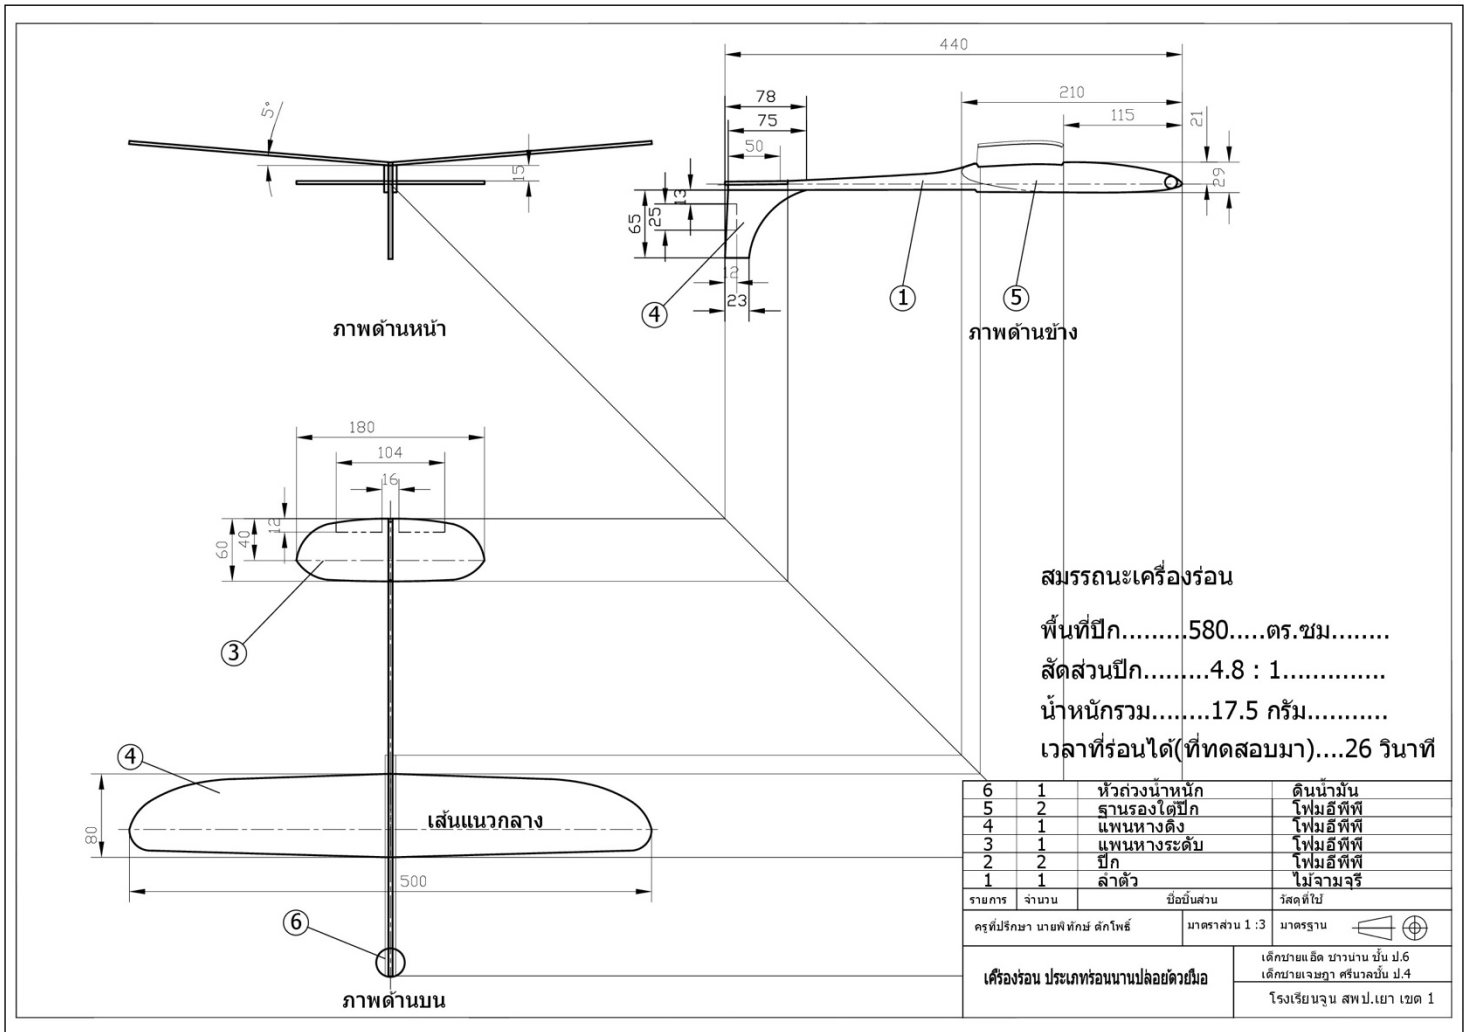 440
78
210
75
115
50
21
5°
15
29
13
25
65
12
23
4
1
5
ภาพด้านหน้า
ภาพด้านข้าง
180
104
16
12
40
60
3
สมรรถนะเครื่องร่อน
พื้นที่ปีก.........580.....ตร.ซม........
สัดส่วนปีก.........4.8 : 1..............
น้ำหนักรวม........17.5 กรัม...........
เวลาที่ร่อนได้(ที่ทดสอบมา)....26 วินาที
4
เส้นแนวกลาง
80
500
6
ภาพด้านบน
6 1 หัวถ่วงน้ำหนัก ดินน้ำมัน
5 2 ฐานรองใต้ปีก โฟมอีพีพี
4 1 แพนหางดิ่ง โฟมอีพีพี
3 1 แพนหางระดับ โฟมอีพีพี
2 2 ปีก โฟมอีพีพี
1 1 ลำตัว ไม้จามจุรี
รายการ จำนวน ชื่อชิ้นส่วน วัสดุที่ใช้
ครูที่ปรึกษา นายพิทักษ์ ตักโพธิ์ มาตราส่วน 1 :3 มาตรฐาน
เครื่องร่อน ประเภทร่อนนานปล่อยด้วยมือ
เด็กชายแอ็ด ชาวน่าน ชั้น ป.6
เด็กชายเจษฎา ศรีนวลชั้น ป.4
โรงเรียนจุน สพป.เยา เขต 1